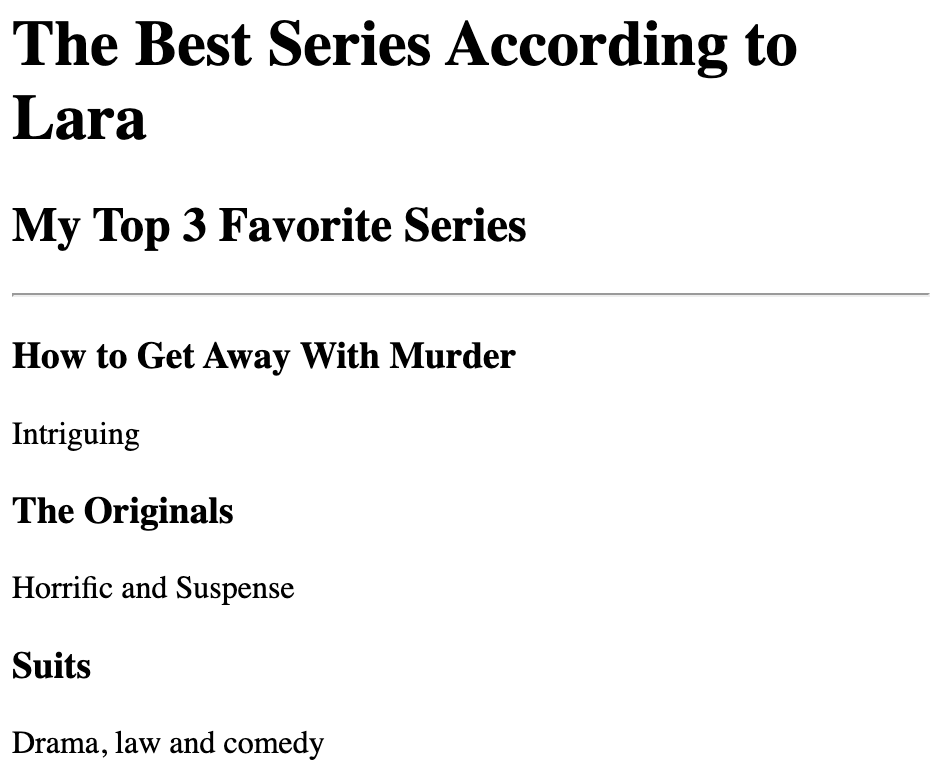 The Best Series According to
Lara
My Top 3 Favorite Series
How to Get Away With Murder
Intriguing
The Originals
Horrific and Suspense
Suits
Drama, law and comedy